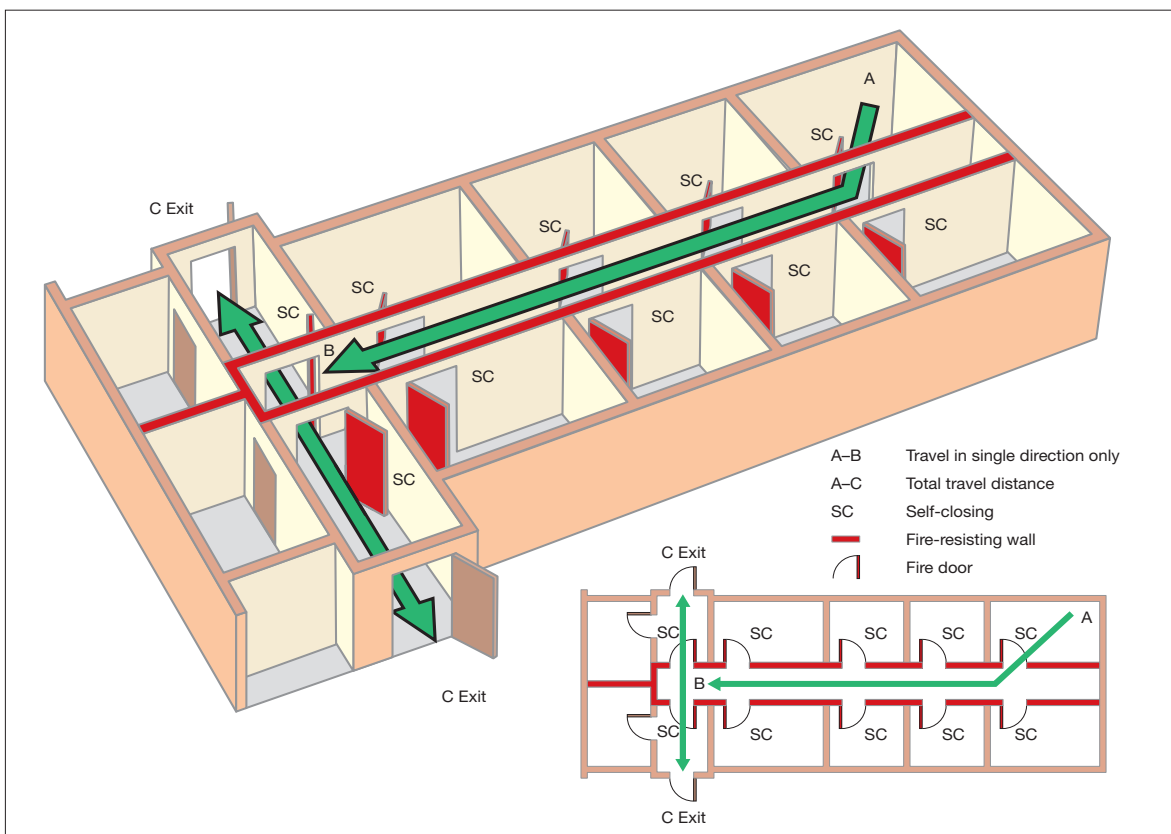 A
SC
SC
SC
C Exit
SC
SC
SC
SC
B
SC
SC
SC
C Exit
A–B Travel in single direction only
A–C Total travel distance
SC Self-closing
Fire-resisting wall
Fire door
C Exit
SC SC SC SC SC A
B
SC SC SC SC SC
C Exit